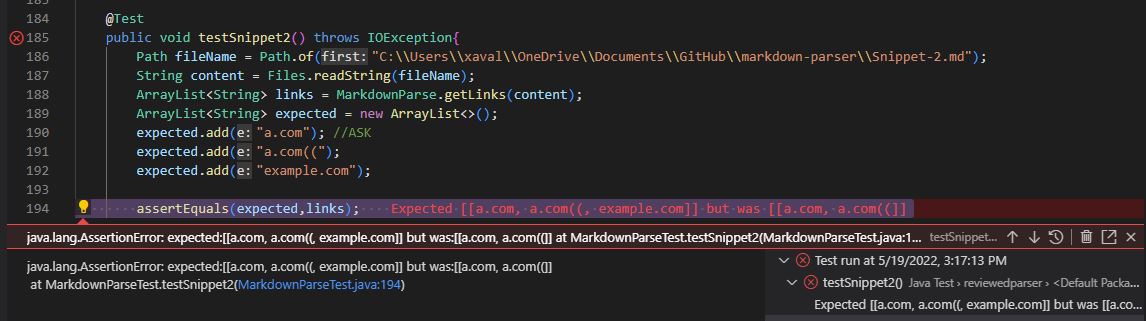 184 @Test
185 public void testSnippet2() throws IOException{
186 Path fileName = Path.of(first: "C:\\Users\\xaval\\OneDrive\\Documents\\GitHub\\markdown-parser\\Snippet-2.md");
187 String content = Files.readString(fileName);
188 ArrayList<String> links = MarkdownParse.getLinks(content);
189 ArrayList<String> expected = new ArrayList<>();
190 expected.add(e: "a.com"); //ASK
191 expected.add(e: "a.com((");
192 expected.add(e: "example.com");
193
194 assertEquals(expected,links); Expected [[a.com, a.com((, example.com]] but was [[a.com, a.com((]]
java.lang.AssertionError: expected:[[a.com, a.com((, example.com]] but was:[[a.com, a.com((]] at MarkdownParseTest.testSnippet2(MarkdownParseTest.java:1... testSnippet...
java.lang.AssertionError: expected:[[a.com, a.com((, example.com]] but was:[[a.com, a.com((]]
at MarkdownParseTest.testSnippet2(MarkdownParseTest.java:194)
Test run at 5/19/2022, 3:17:13 PM
testSnippet2() Java Test › reviewedparser › <Default Packa...
Expected [[a.com, a.com((, example.com]] but was [[a.co...